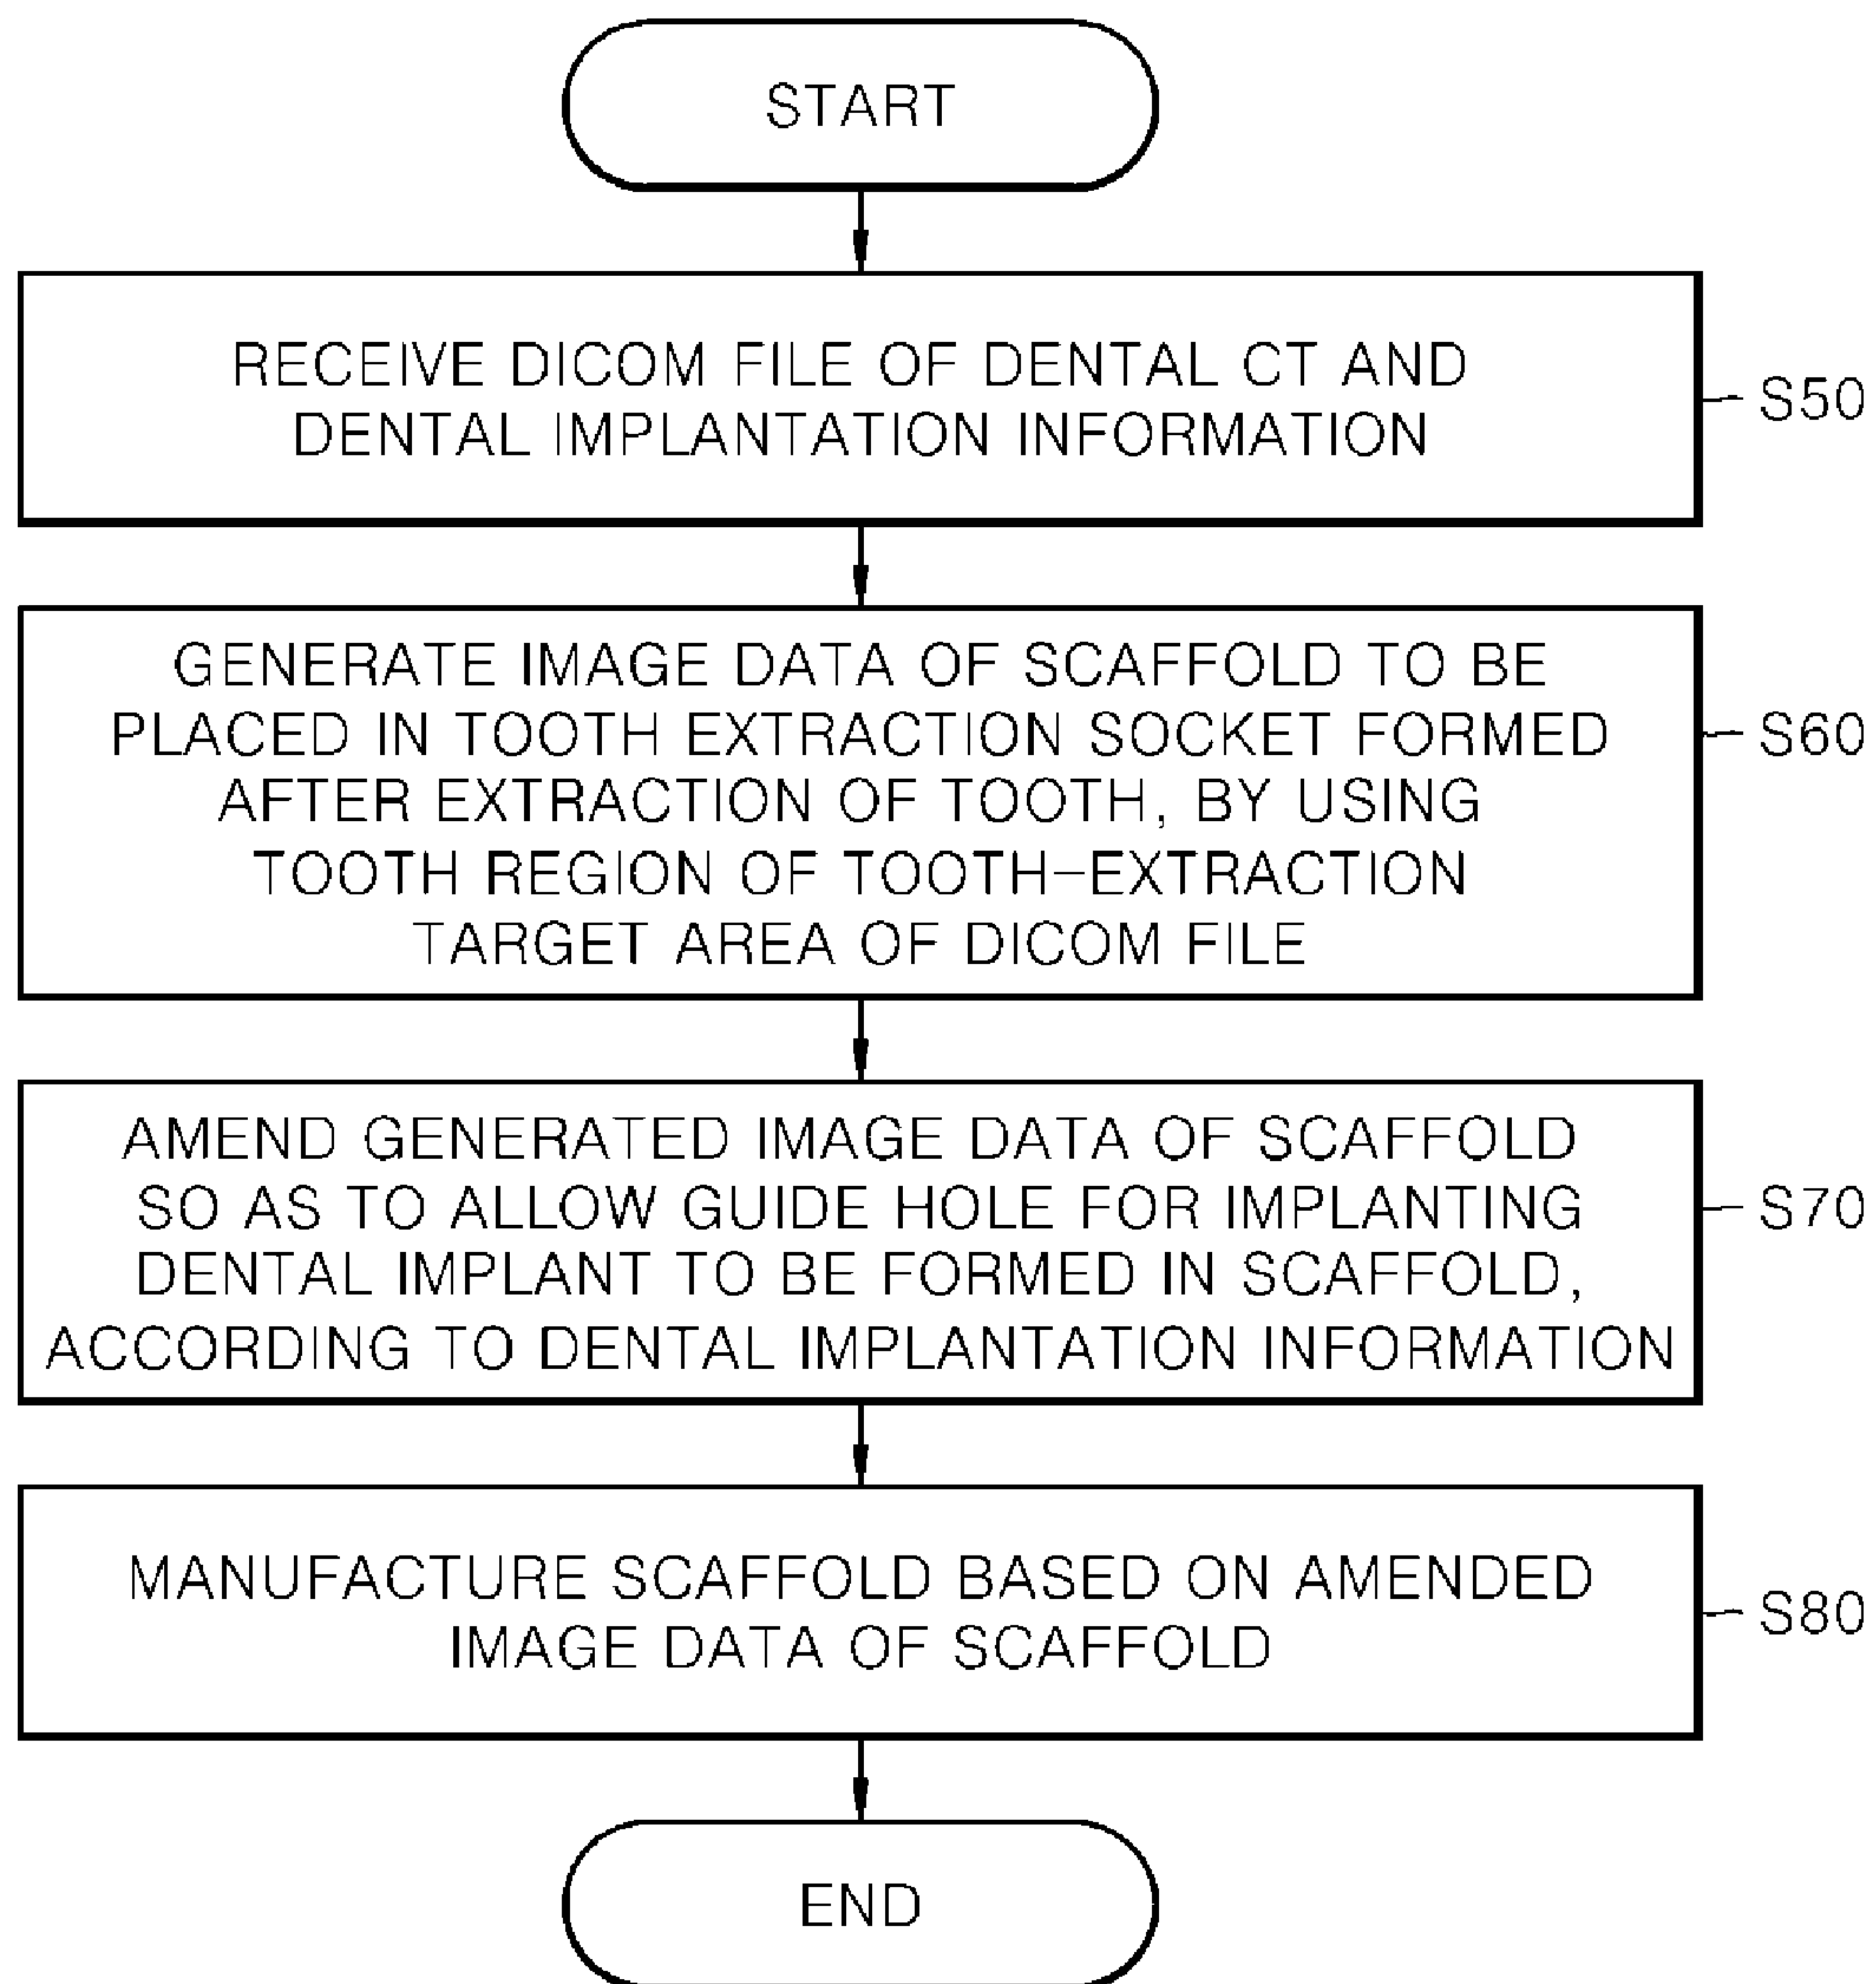 START
RECEIVE DICOM FILE OF DENTAL CT AND
DENTAL IMPLANTATION INFORMATION
S50
GENERATE IMAGE DATA OF SCAFFOLD TO BE
PLACED IN TOOTH EXTRACTION SOCKET FORMED
AFTER EXTRACTION OF TOOTH, BY USING
TOOTH REGION OF TOOTH-EXTRACTION
TARGET AREA OF DICOM FILE
S60
AMEND GENERATED IMAGE DATA OF SCAFFOLD
SO AS TO ALLOW GUIDE HOLE FOR IMPLANTING
DENTAL IMPLANT TO BE FORMED IN SCAFFOLD,
ACCORDING TO DENTAL IMPLANTATION INFORMATION
S70
MANUFACTURE SCAFFOLD BASED ON AMENDED
IMAGE DATA OF SCAFFOLD
S80
END